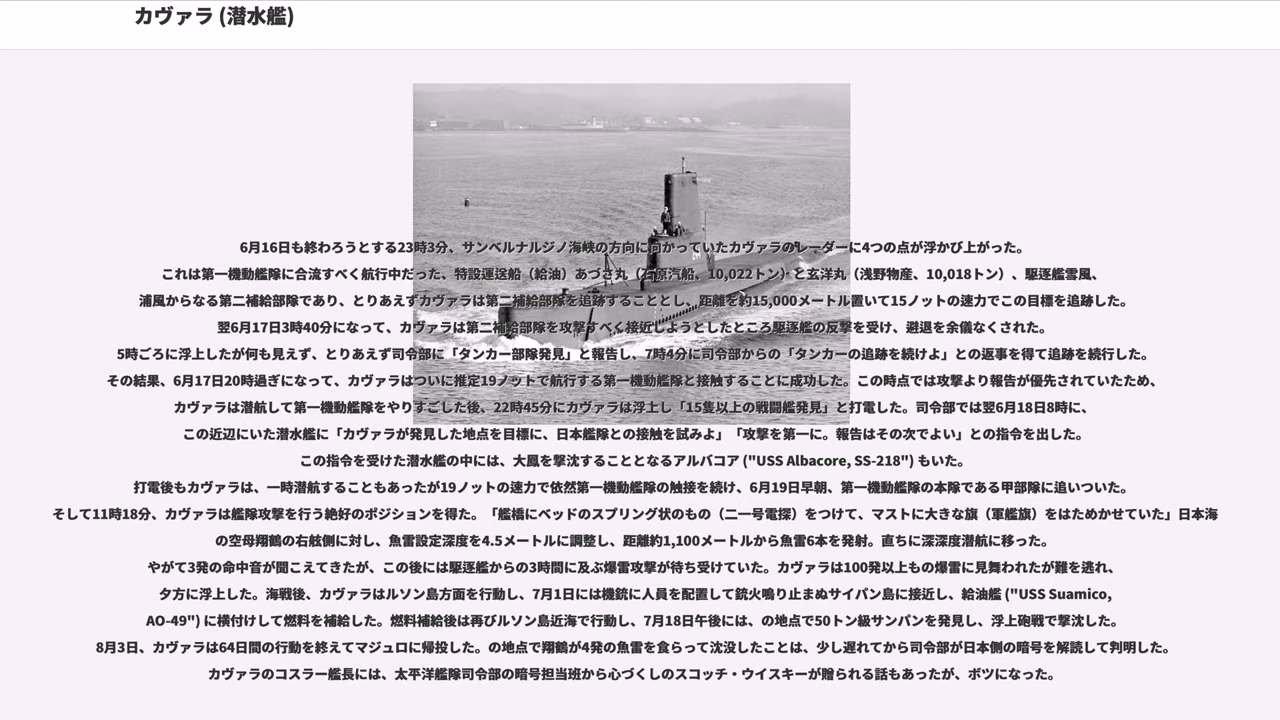 カヴァラ (潜水艦)
6月16日も終わろうとする23時3分、サンベルナルジノ海峡の方向に向かっていたカヴァラのレーダーに4つの点が浮かび上がった。
これは第一機動艦隊に合流すべく航行中だった、特設運送船（給油）あづさ丸（石原汽船、10,022トン）と玄洋丸（浅野物産、10,018トン）、駆逐艦雪風、
浦風からなる第二補給部隊であり、とりあえずカヴァラは第二補給部隊を追跡することとし、距離を約15,000メートル置いて15ノットの速力でこの目標を追跡した。
翌6月17日3時40分になって、カヴァラは第二補給部隊を攻撃すべく接近しようとしたところ駆逐艦の反撃を受け、避退を余儀なくされた。
5時ごろに浮上したが何も見えず、とりあえず司令部に「タンカー部隊発見」と報告し、7時4分に司令部からの「タンカーの追跡を続けよ」との返事を得て追跡を続行した。
その結果、6月17日20時過ぎになって、カヴァラはついに推定19ノットで航行する第一機動艦隊と接触することに成功した。この時点では攻撃より報告が優先されていたため、
カヴァラは潜航して第一機動艦隊をやりすごした後、22時45分にカヴァラは浮上し「15隻以上の戦闘艦発見」と打電した。司令部では翌6月18日8時に、
この近辺にいた潜水艦に「カヴァラが発見した地点を目標に、日本艦隊との接触を試みよ」「攻撃を第一に。報告はその次でよい」との指令を出した。
この指令を受けた潜水艦の中には、大鳳を撃沈することとなるアルバコア ("USS Albacore, SS-218") もいた。
打電後もカヴァラは、一時潜航することもあったが19ノットの速力で依然第一機動艦隊の触接を続け、6月19日早朝、第一機動艦隊の本隊である甲部隊に追いついた。
そして11時18分、カヴァラは艦隊攻撃を行う絶好のポジションを得た。「艦橋にベッドのスプリング状のもの（二一号電探）をつけて、マストに大きな旗（軍艦旗）をはためかせていた」日本海
の空母翔鶴の右舷側に対し、魚雷設定深度を4.5メートルに調整し、距離約1,100メートルから魚雷6本を発射。直ちに深深度潜航に移った。
やがて3発の命中音が聞こえてきたが、この後には駆逐艦からの3時間に及ぶ爆雷攻撃が待ち受けていた。カヴァラは100発以上もの爆雷に見舞われたが難を逃れ、
夕方に浮上した。海戦後、カヴァラはルソン島方面を行動し、7月1日には機銃に人員を配置して銃火鳴り止まぬサイパン島に接近し、給油艦 ("USS Suamico,
AO-49") に横付けして燃料を補給した。燃料補給後は再びルソン島近海で行動し、7月18日午後には、の地点で50トン級サンパンを発見し、浮上砲戦で撃沈した。
8月3日、カヴァラは64日間の行動を終えてマジュロに帰投した。の地点で翔鶴が4発の魚雷を食らって沈没したことは、少し遅れてから司令部が日本側の暗号を解読して判明した。
カヴァラのコスラー艦長には、太平洋艦隊司令部の暗号担当班から心づくしのスコッチ・ウイスキーが贈られる話もあったが、ボツになった。